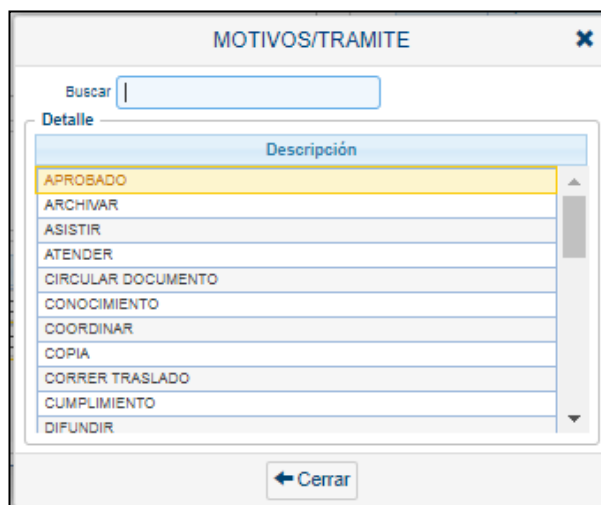 MOTIVOS/TRAMITE
Buscar
Detalle
Descripción
APROBADO
ARCHIVAR
ASISTIR
ATENDER
CIRCULAR DOCUMENTO
CONOCIMIENTO
COORDINAR
COPIA
CORRER TRASLADO
CUMPLIMIENTO
DIFUNDIR
Cerrar